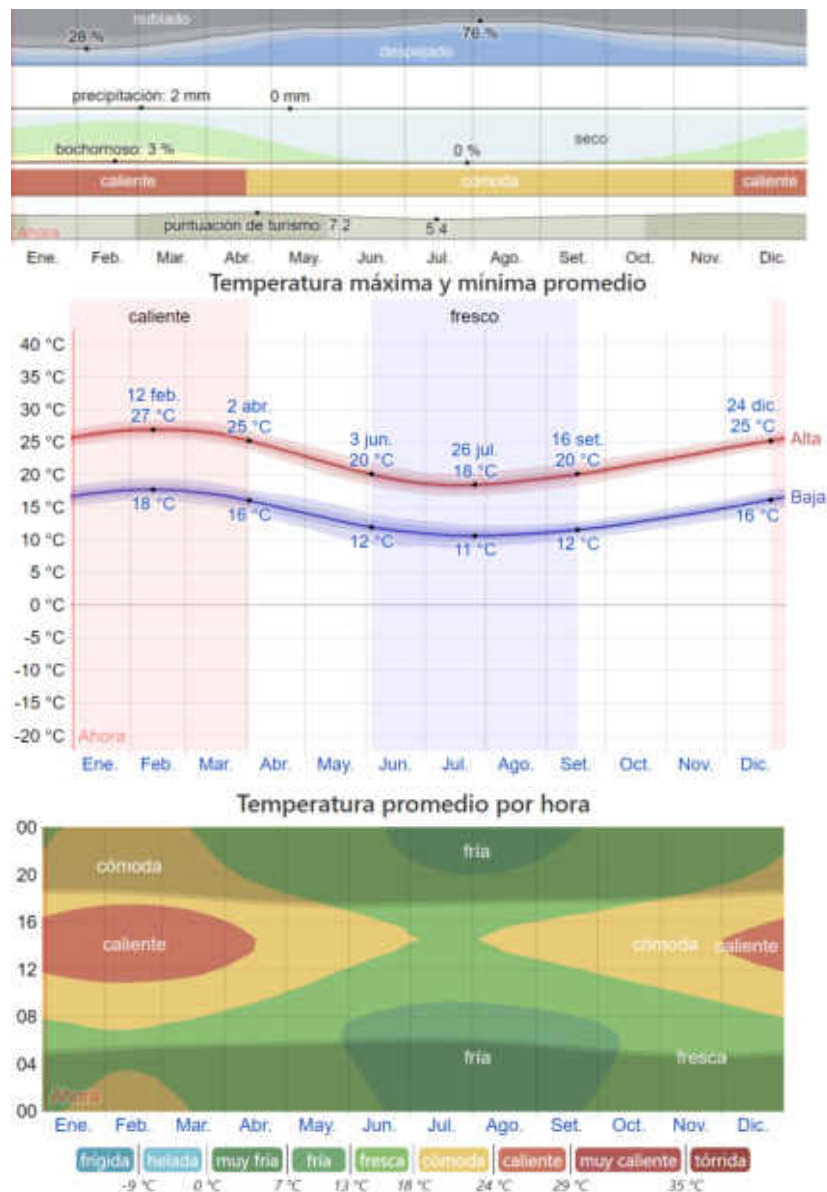 nublado
28 %
76 %
despejado
precipitación: 2 mm 0 mm
bochornoso: 3 % 0 % seco
caliente cómoda caliente
puntuación de turismo: 7.2 5.4
Ahora
Ene. Feb. Mar. Abr. May. Jun. Jul. Ago. Set. Oct. Nov. Dic.
Temperatura máxima y mínima promedio
caliente fresco
40 °C
35 °C
30 °C
25 °C
20 °C
15 °C
10 °C
5 °C
0 °C
-5 °C
-10 °C
-15 °C
-20 °C
12 feb.
27 °C
2 abr.
25 °C
3 jun.
20 °C
26 jul.
18 °C
16 set.
20 °C
24 dic.
25 °C
Alta
18 °C
16 °C
12 °C
11 °C
12 °C
16 °C
Baja
Ahora
Ene. Feb. Mar. Abr. May. Jun. Jul. Ago. Set. Oct. Nov. Dic.
Temperatura promedio por hora
00
20
16
12
08
04
00
cómoda fría
caliente cómoda caliente
fría fresca
Ahora
Ene. Feb. Mar. Abr. May. Jun. Jul. Ago. Set. Oct. Nov. Dic.
frígida helada muy fría fría fresca cómoda caliente muy caliente tórrida
-9 °C 0 °C 7 °C 13 °C 18 °C 24 °C 29 °C 35 °C